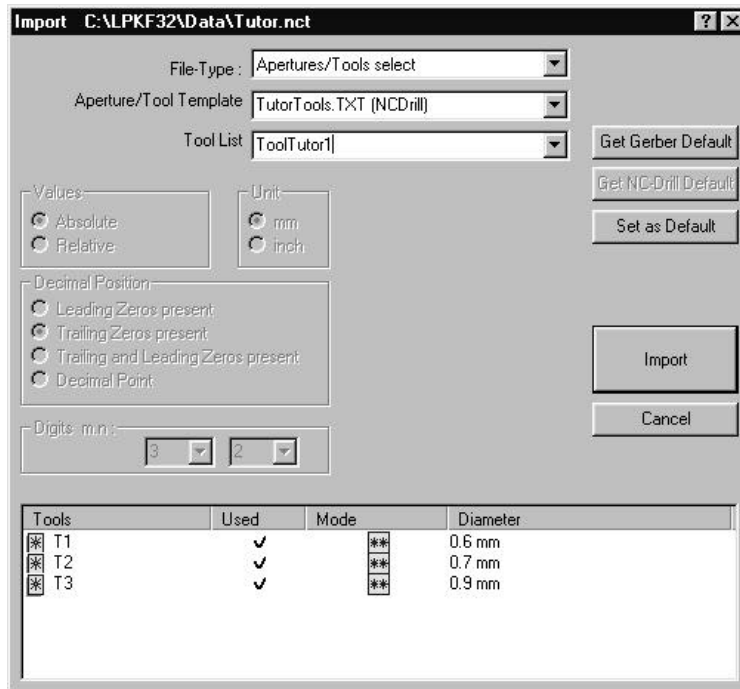 Import C:\LPKF32\Data\Tutor.nct
File-Type : Apertures/Tools select
Aperture/Tool Template TutorTools.TXT (NCDrill)
Tool List ToolTutor1
Get Gerber Default
Get NC-Drill Default
Set as Default
Values
Absolute
Relative
Unit
mm
inch
Decimal Position
Leading Zeros present
Trailing Zeros present
Trailing and Leading Zeros present
Decimal Point
Import
Cancel
Digits m.n :
3 2
Tools Used Mode Diameter
* T1 ** 0.6 mm
* T2 ** 0.7 mm
* T3 ** 0.9 mm